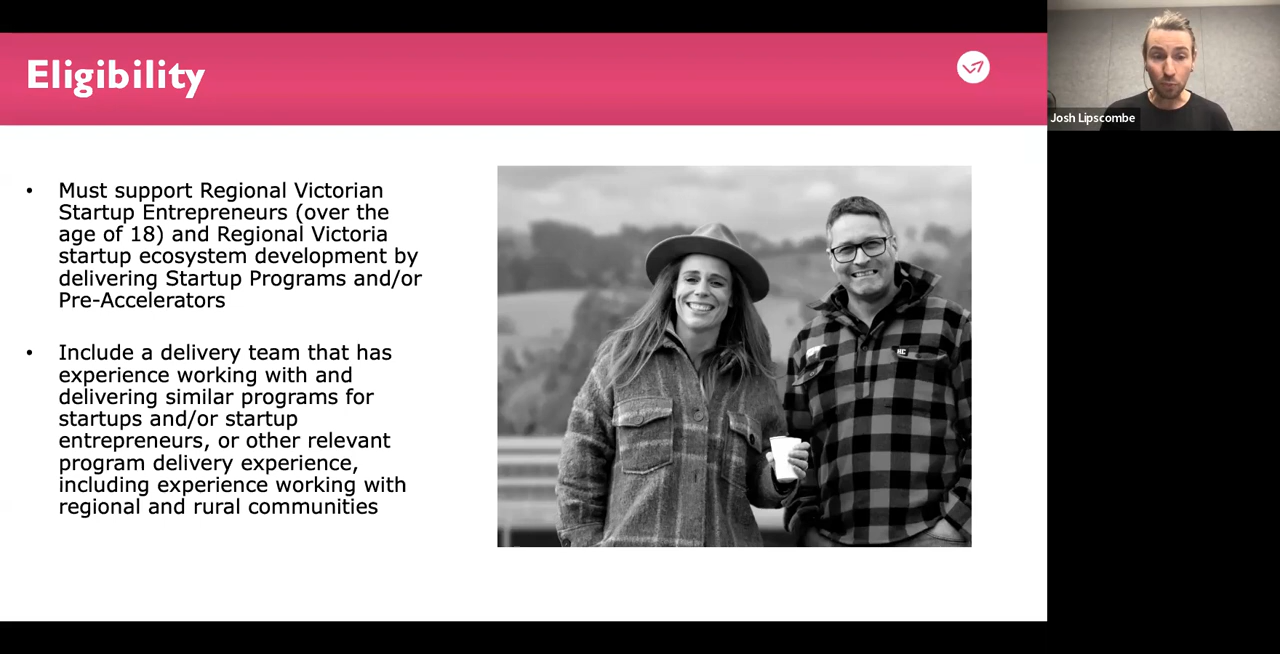 Eligibility
Josh Lipscombe
• Must support Regional Victorian
Startup Entrepreneurs (over the
age of 18) and Regional Victoria
startup ecosystem development by
delivering Startup Programs and/or
Pre-Accelerators
• Include a delivery team that has
experience working with and
delivering similar programs for
startups and/or startup
entrepreneurs, or other relevant
program delivery experience,
including experience working with
regional and rural communities
HC